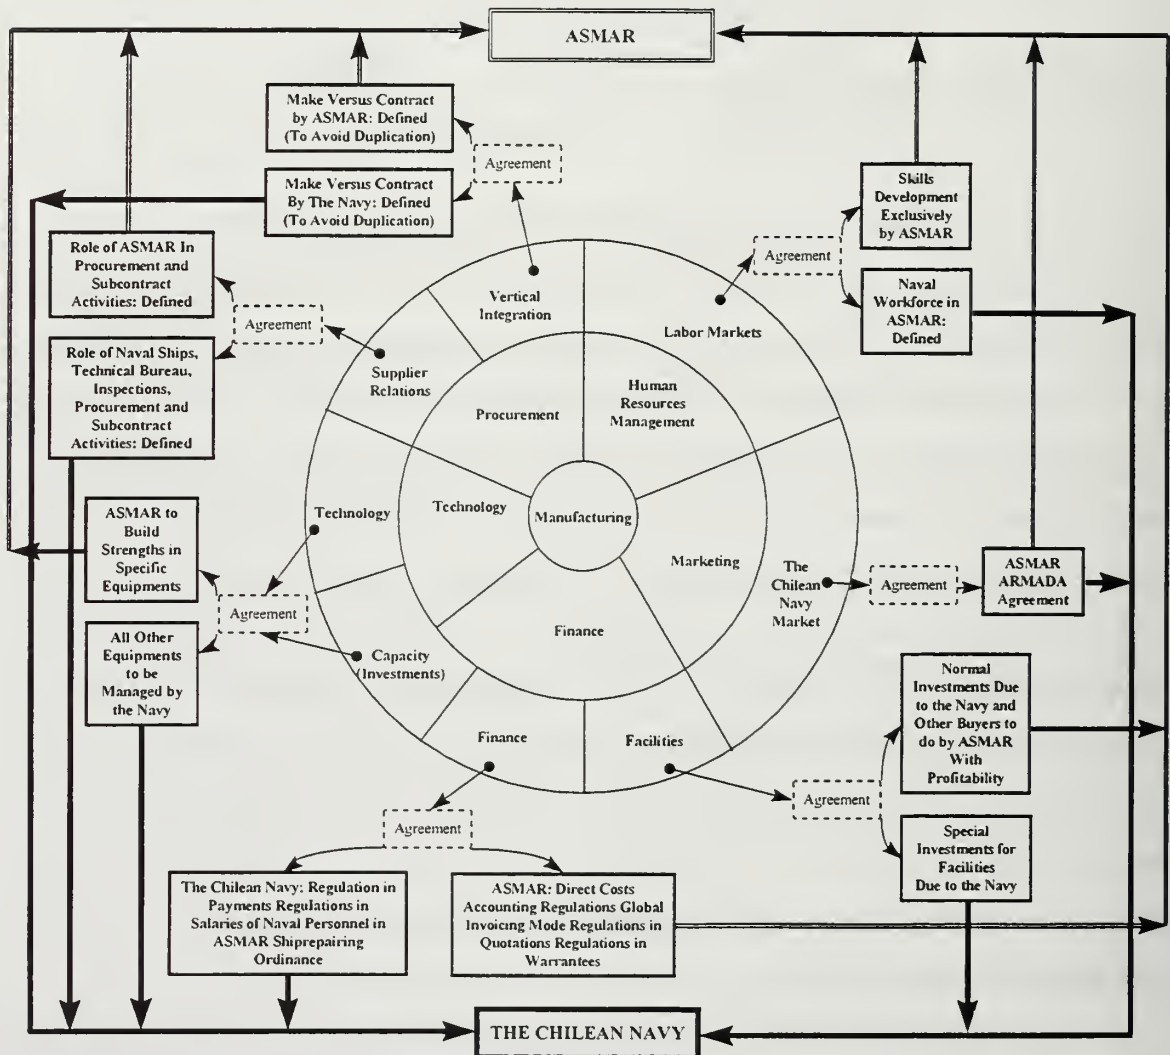 ASMAR
Make Versus Contract
by ASMAR: Defined
(To Avoid Duplication)
Agreement
Make Versus Contract
By The Navy: Defined
(To Avoid Duplication)
Skills
Development
Exclusively
by ASMAR
Agreement
Naval
Workforce in
ASMAR:
Defined
Role of ASMAR In
Procurement and
Subcontract
Activities: Defined
Agreement
Role of Naval Ships,
Technical Bureau,
Inspections,
Procurement and
Subcontract
Activities: Defined
Vertical
Integration
Labor Markets
Supplier
Relations
Procurement
Human
Resources
Management
Technology
Technology
Manufacturing
Marketing
The
Chilean
Navy
Market
Agreement
ASMAR
ARMADA
Agreement
ASMAR to
Build
Strengths in
Specific
Equipments
Agreement
All Other
Equipments
to be
Managed by
the Navy
Finance
Capacity
(Investments)
Finance
Facilities
Normal
Investments Due
to the Navy and
Other Buyers to
do by ASMAR
With
Profitability
Agreement
Special
Investments for
Facilities
Due to the Navy
Agreement
The Chilean Navy: Regulation in
Payments Regulations in
Salaries of Naval Personnel in
ASMAR Shiprepairing
Ordinance
ASMAR: Direct Costs
Accounting Regulations Global
Invoicing Mode Regulations in
Quotations Regulations in
Warrantees
THE CHILEAN NAVY